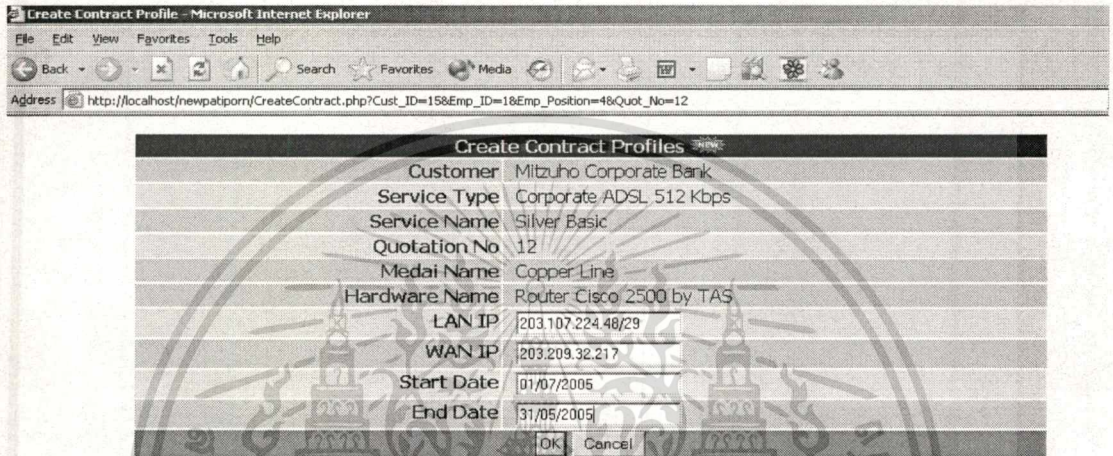 Create Contract Profile - Microsoft Internet Explorer
File Edit View Favorites Tools Help
Back Search Favorites Media
Address http://localhost/newpatiporn/CreateContract.php?Cust_ID=15&Emp_ID=1&Emp_Position=4&Quot_No=12
Create Contract Profiles NEW
Customer Mitzuho Corporate Bank
Service Type Corporate ADSL 512 Kbps
Service Name Silver Basic
Quotation No 12
Medai Name Copper Line
Hardware Name Router Cisco 2500 by TAS
LAN IP 203.107.224.48/29
WAN IP 203.209.32.217
Start Date 01/07/2005
End Date 31/05/2005
OK Cancel